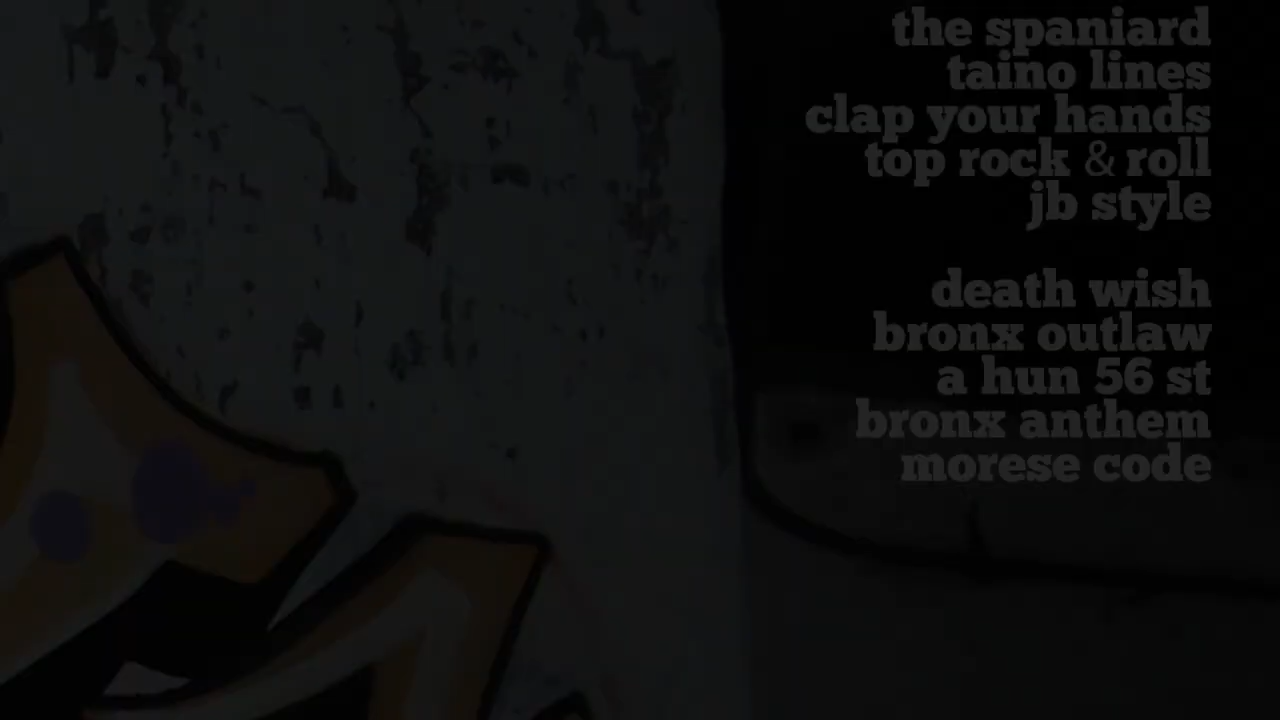 the spaniard
taino lines
clap your hands
top rock & roll
jb style
death wish
bronx outlaw
a hun 56 st
bronx anthem
morese code